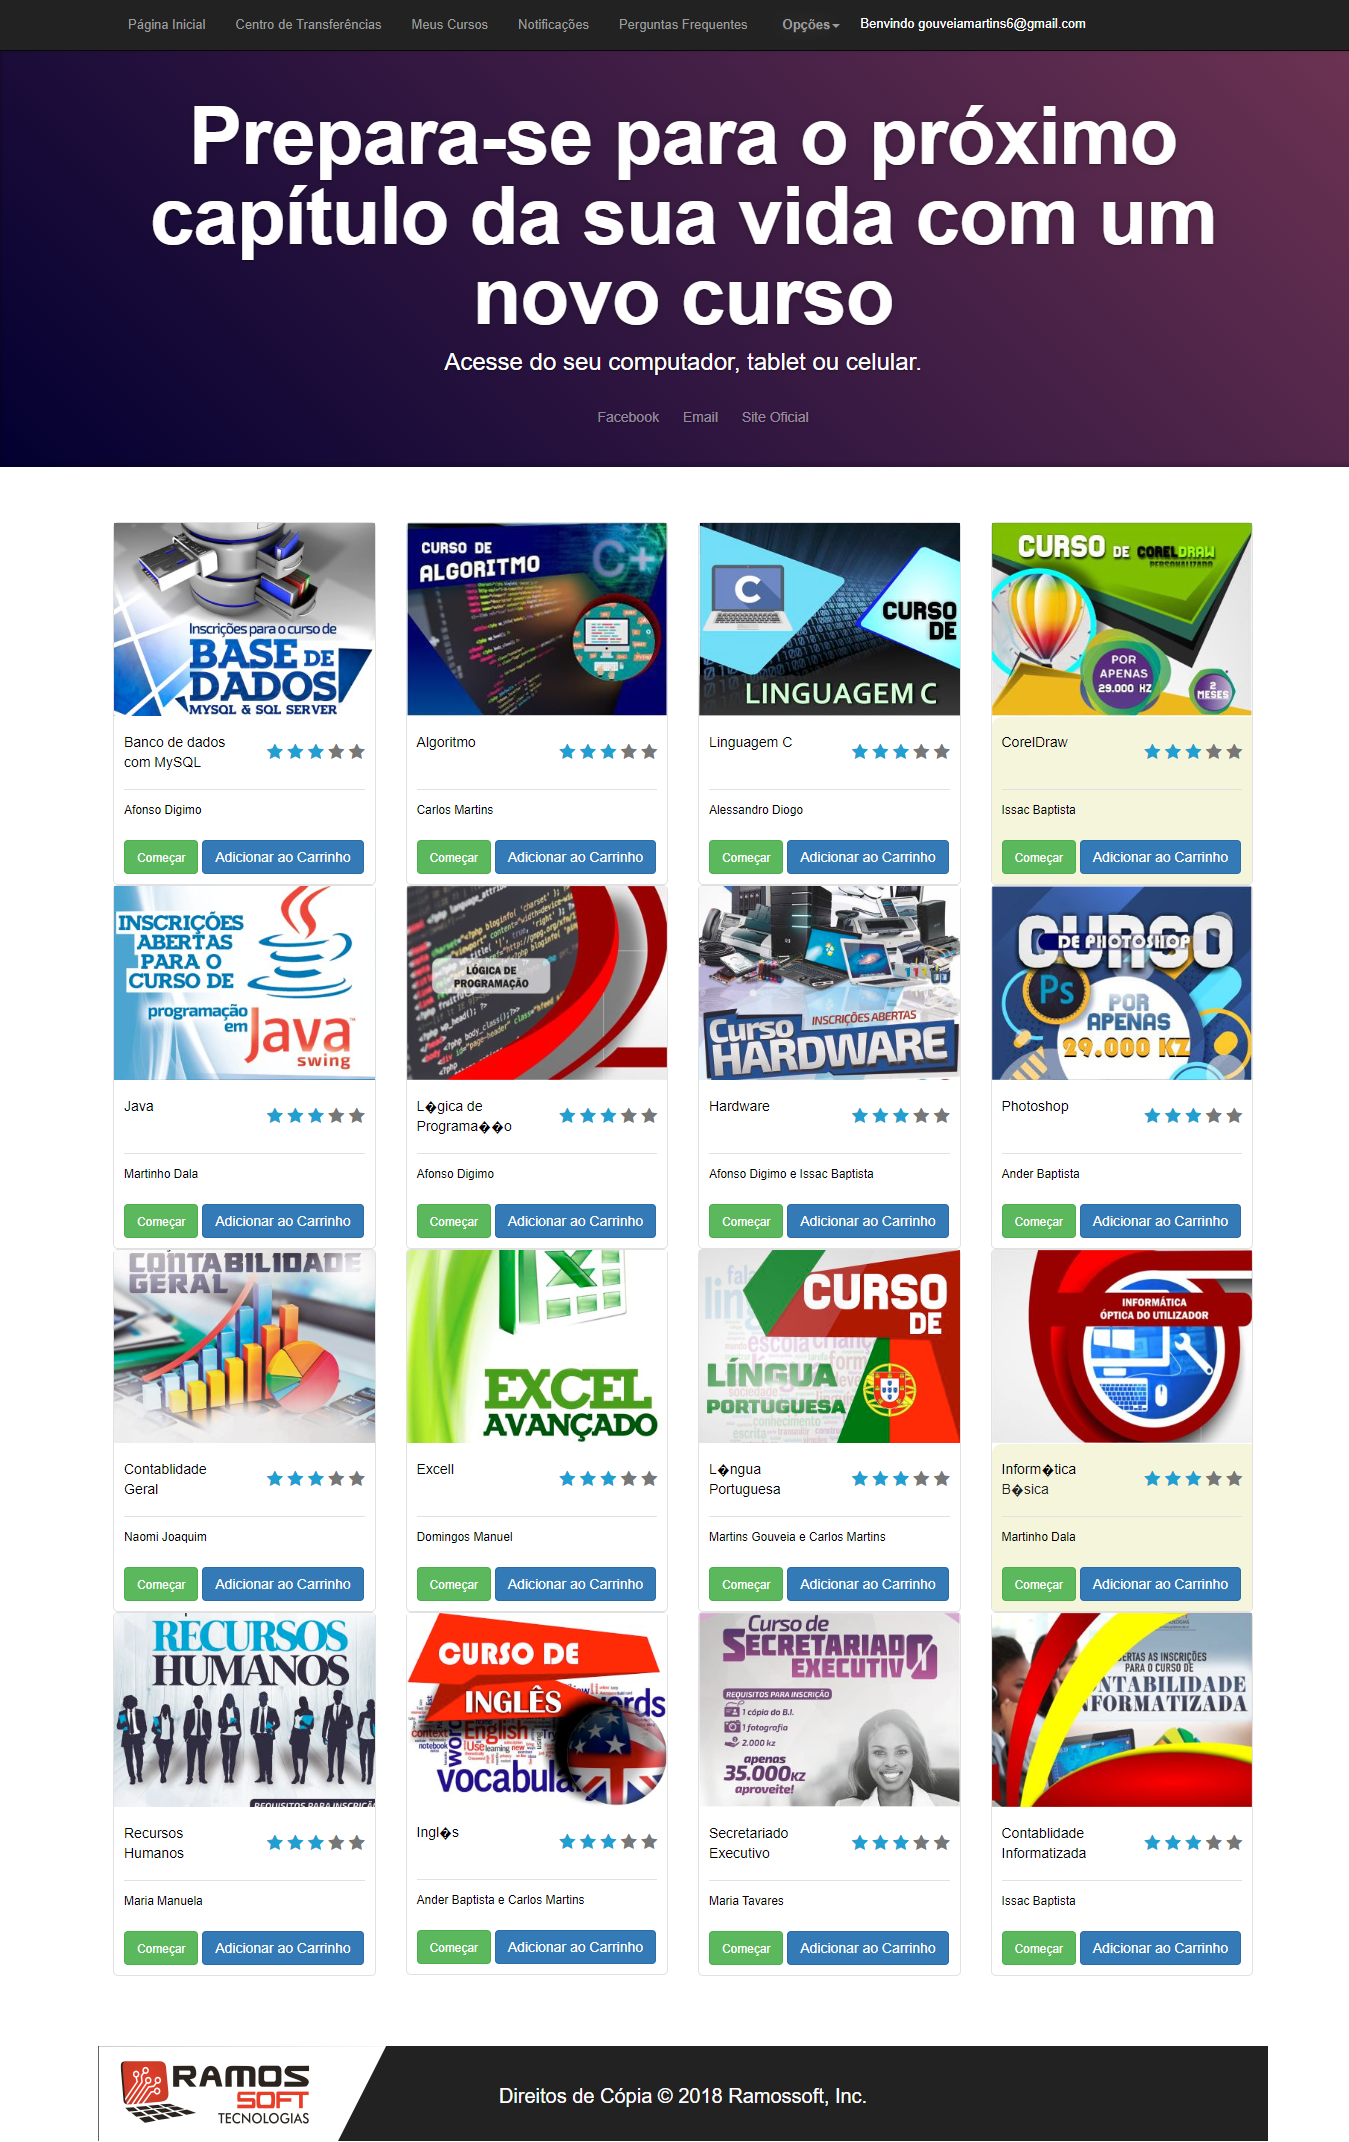 Página Inicial Centro de Transferências Meus Cursos Notificações Perguntas Frequentes Opções Benvindo gouveiamartins6@gmail.com
Prepara-se para o próximo
capítulo da sua vida com um
novo curso
Acesse do seu computador, tablet ou celular.
Facebook Email Site Oficial
Inscrições para o curso de
BASE DE
DADOS
MYSQL & SQL SERVER
CURSO DE
ALGORITMO
C+
C
CURSO
DE
LINGUAGEM C
CURSO DE CORELDRAW
PERSONALIZADO
POR
APENAS
29.000 KZ
2
MESES
Banco de dados
com MySQL
Algoritmo
Linguagem C
CorelDraw
Afonso Digimo
Carlos Martins
Alessandro Diogo
Issac Baptista
Começar Adicionar ao Carrinho
Começar Adicionar ao Carrinho
Começar Adicionar ao Carrinho
Começar Adicionar ao Carrinho
INSCRIÇÕES
ABERTAS
PARA O
CURSO DE
programação
em Java
swing
LÓGICA DE
PROGRAMAÇÃO
INSCRIÇÕES ABERTAS
Curso
HARDWARE
CURSO
DE PHOTOSHOP
Ps
POR
APENAS
29.000 KZ
Java
L�gica de
Programa��o
Hardware
Photoshop
Martinho Dala
Afonso Digimo
Afonso Digimo e Issac Baptista
Ander Baptista
Começar Adicionar ao Carrinho
Começar Adicionar ao Carrinho
Começar Adicionar ao Carrinho
Começar Adicionar ao Carrinho
CONTABILIDADE
GERAL
EXCEL
AVANÇADO
CURSO
DE
LÍNGUA
PORTUGUESA
INFORMÁTICA
ÓPTICA DO UTILIZADOR
Contablidade
Geral
Excell
L�ngua
Portuguesa
Inform�tica
B�sica
Naomi Joaquim
Domingos Manuel
Martins Gouveia e Carlos Martins
Martinho Dala
Começar Adicionar ao Carrinho
Começar Adicionar ao Carrinho
Começar Adicionar ao Carrinho
Começar Adicionar ao Carrinho
RECURSOS
HUMANOS
REQUISITOS PARA INSCRIÇÃO
CURSO DE
INGLÊS
words
English
vocabula
Curso de
SECRETARIADO
EXECUTIVO
REQUISITOS PARA INSCRIÇÃO
1 cópia do B.I.
1 fotografia
2.000 kz
apenas
35.000KZ
aproveite!
ERTAS AS INSCRIÇÕES
PARA O CURSO DE
NTABILIDADE
NFORMATIZADA
Recursos
Humanos
Ingl�s
Secretariado
Executivo
Contablidade
Informatizada
Maria Manuela
Ander Baptista e Carlos Martins
Maria Tavares
Issac Baptista
Começar Adicionar ao Carrinho
Começar Adicionar ao Carrinho
Começar Adicionar ao Carrinho
Começar Adicionar ao Carrinho
RAMOS
SOFT
TECNOLOGIAS
Direitos de Cópia © 2018 Ramossoft, Inc.